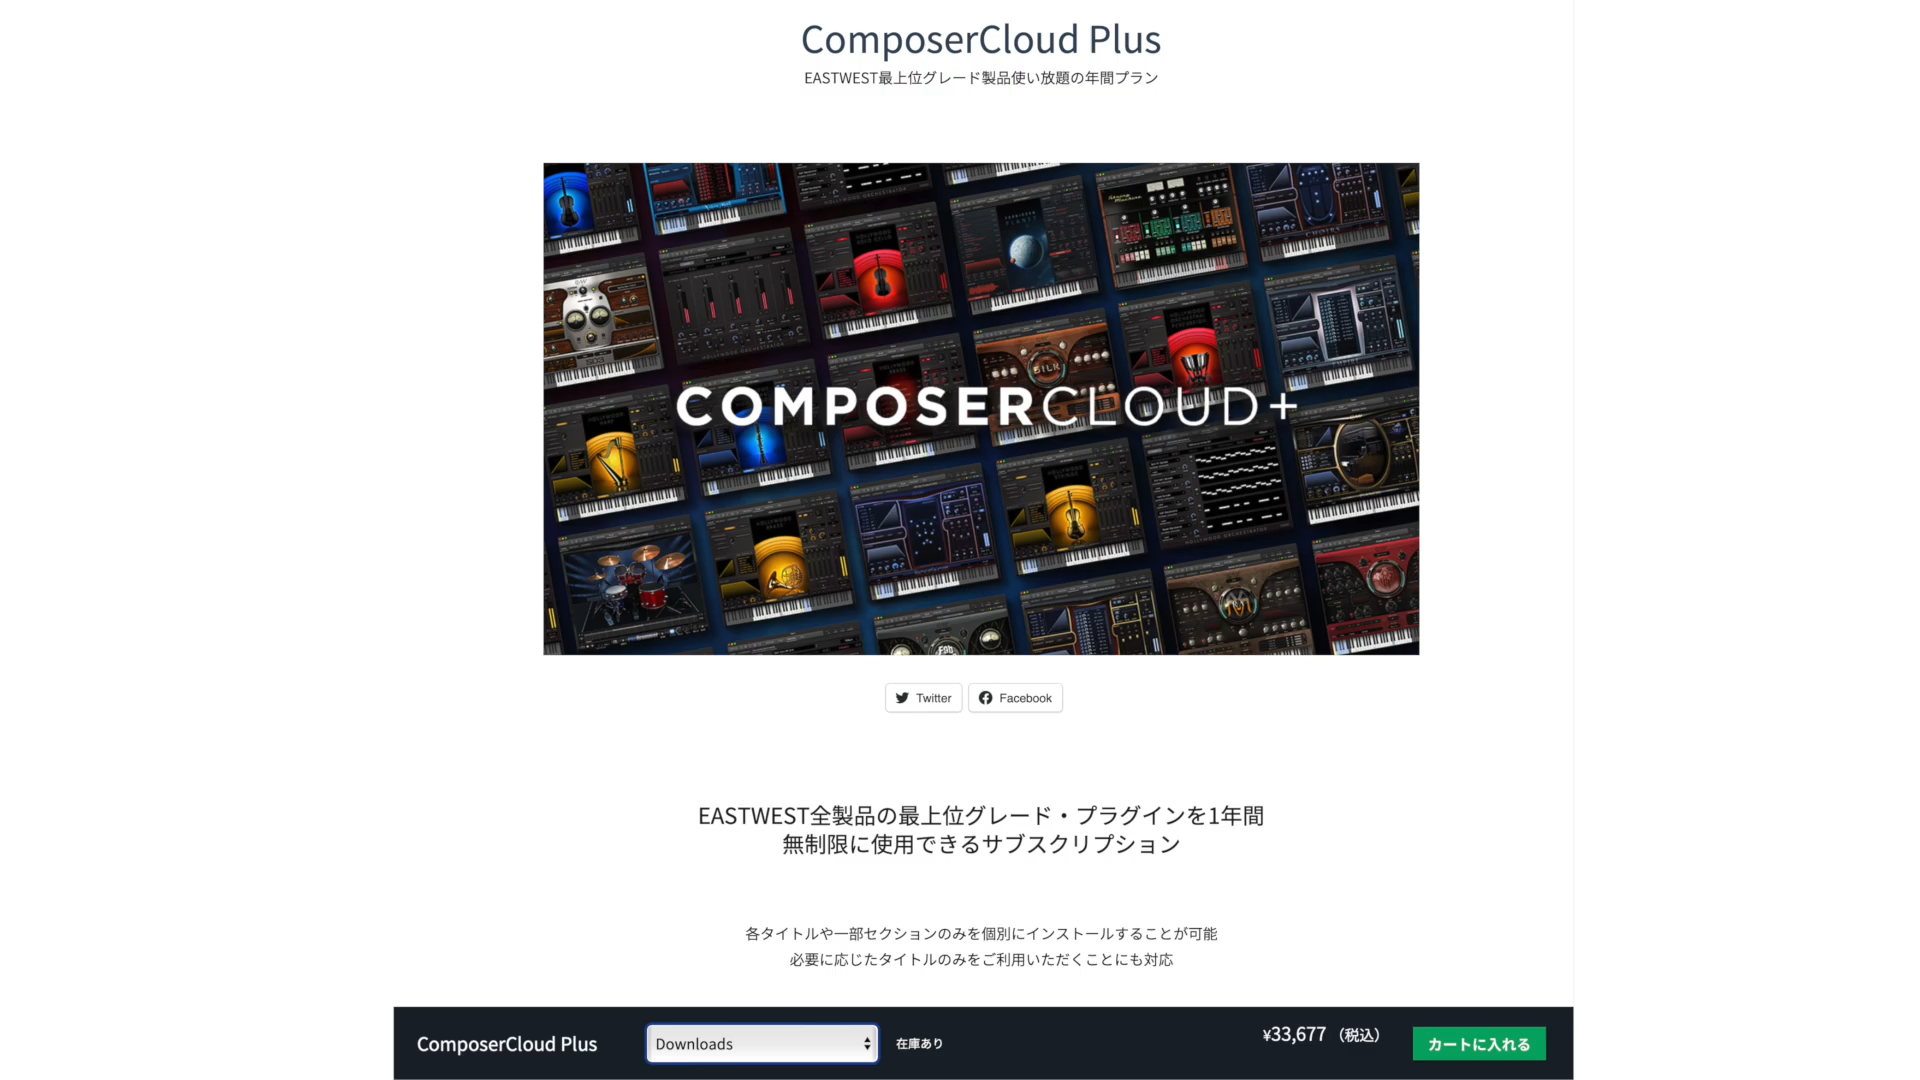 ComposerCloud Plus
EASTWEST最上位グレード製品使い放題の年間プラン
COMPOSERCLOUD+
SILK
Twitter
Facebook
EASTWEST全製品の最上位グレード・プラグインを1年間
無制限に使用できるサブスクリプション
各タイトルや一部セクションのみを個別にインストールすることが可能
必要に応じたタイトルのみをご利用いただくことにも対応
ComposerCloud Plus
Downloads
在庫あり
¥33,677（税込）
カートに入れる